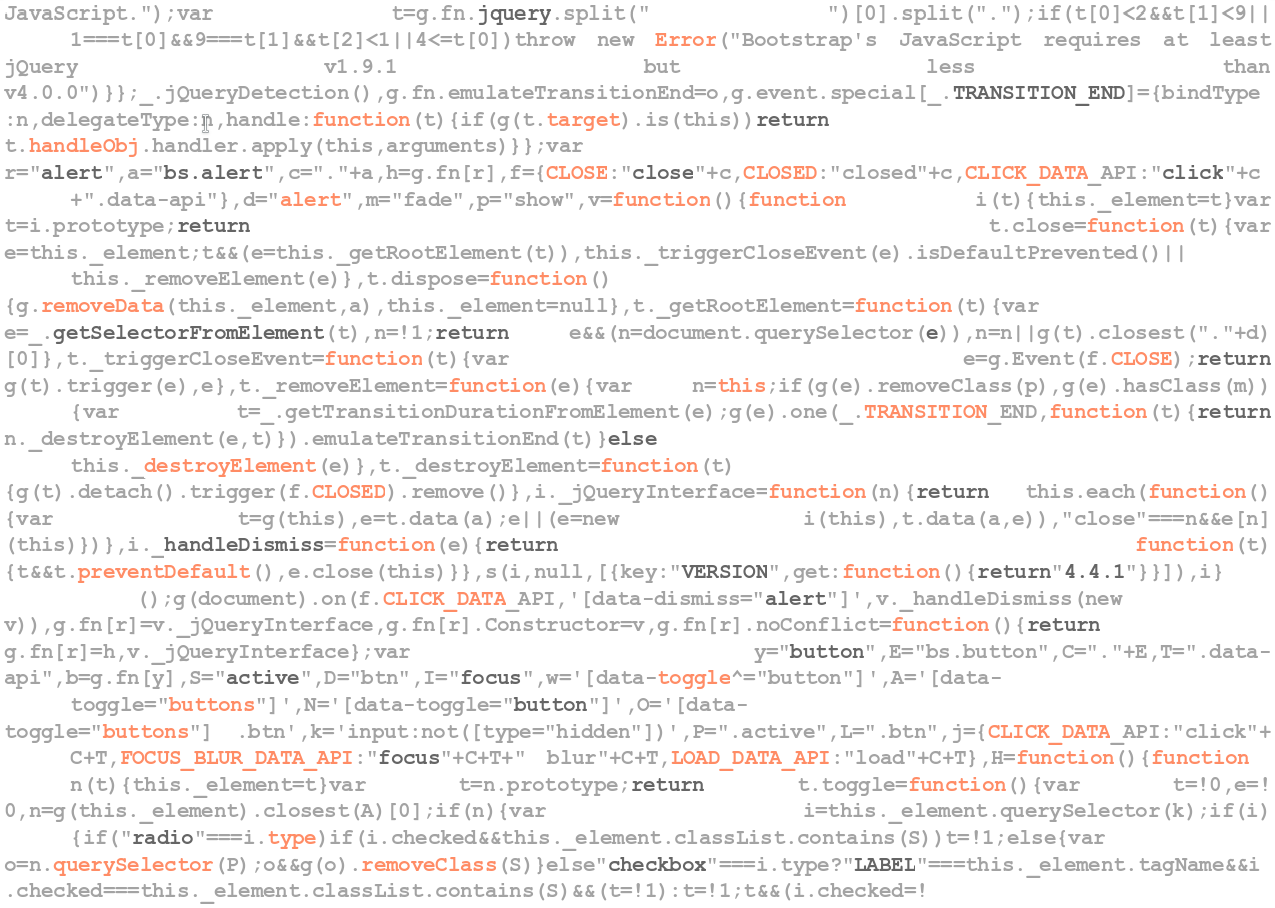 JavaScript.");var t=g.fn.jquery.split(" ")[0].split(".");if(t[0]<2&&t[1]<9||
1===t[0]&&9===t[1]&&t[2]<1||4<=t[0])throw new Error("Bootstrap's JavaScript requires at least
jQuery v1.9.1 but less than
v4.0.0")}};_.jQueryDetection(),g.fn.emulateTransitionEnd=o,g.event.special[_.TRANSITION_END]={bindType
:n,delegateType:n,handle:function(t){if(g(t.target).is(this))return
t.handleObj.handler.apply(this,arguments)}};var
r="alert",a="bs.alert",c="."+a,h=g.fn[r],f={CLOSE:"close"+c,CLOSED:"closed"+c,CLICK_DATA_API:"click"+c
+".data-api"},d="alert",m="fade",p="show",v=function(){function i(t){this._element=t}var
t=i.prototype;return t.close=function(t){var
e=this._element;t&&(e=this._getRootElement(t)),this._triggerCloseEvent(e).isDefaultPrevented()||
this._removeElement(e)},t.dispose=function()
{g.removeData(this._element,a),this._element=null},t._getRootElement=function(t){var
e=_.getSelectorFromElement(t),n=!1;return e&&(n=document.querySelector(e)),n=n||g(t).closest("."+d)
[0]},t._triggerCloseEvent=function(t){var e=g.Event(f.CLOSE);return
g(t).trigger(e),e},t._removeElement=function(e){var n=this;if(g(e).removeClass(p),g(e).hasClass(m))
{var t=_.getTransitionDurationFromElement(e);g(e).one(_.TRANSITION_END,function(t){return
n._destroyElement(e,t)}).emulateTransitionEnd(t)}else
this._destroyElement(e)},t._destroyElement=function(t)
{g(t).detach().trigger(f.CLOSED).remove()},i._jQueryInterface=function(n){return this.each(function()
{var t=g(this),e=t.data(a);e||(e=new i(this),t.data(a,e)),"close"===n&&e[n]
(this)})},i._handleDismiss=function(e){return function(t)
{t&&t.preventDefault(),e.close(this)}},s(i,null,[{key:"VERSION",get:function(){return"4.4.1"}}]),i}
();g(document).on(f.CLICK_DATA_API,'[data-dismiss="alert"]',v._handleDismiss(new
v)),g.fn[r]=v._jQueryInterface,g.fn[r].Constructor=v,g.fn[r].noConflict=function(){return
g.fn[r]=h,v._jQueryInterface};var y="button",E="bs.button",C="."+E,T=".data-
api",b=g.fn[y],S="active",D="btn",I="focus",w='[data-toggle^="button"]',A='[data-
toggle="buttons"]',N='[data-toggle="button"]',O='[data-
toggle="buttons"] .btn',k='input:not([type="hidden"])',P=".active",L=".btn",j={CLICK_DATA_API:"click"+
C+T,FOCUS_BLUR_DATA_API:"focus"+C+T+" blur"+C+T,LOAD_DATA_API:"load"+C+T},H=function(){function
n(t){this._element=t}var t=n.prototype;return t.toggle=function(){var t=!0,e=!
0,n=g(this._element).closest(A)[0];if(n){var i=this._element.querySelector(k);if(i)
{if("radio"===i.type)if(i.checked&&this._element.classList.contains(S))t=!1;else{var
o=n.querySelector(P);o&&g(o).removeClass(S)}else"checkbox"===i.type?"LABEL"===this._element.tagName&&i
.checked===this._element.classList.contains(S)&&(t=!1):t=!1;t&&(i.checked=!